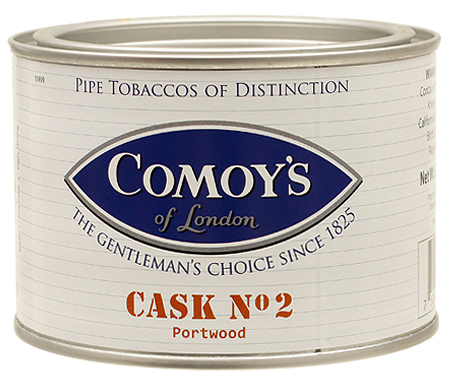 PIPE TOBACCOS OF DISTINCTION
COMOY'S
of London
THE GENTLEMAN'S CHOICE SINCE 1825
CASK Nº 2
Portwood